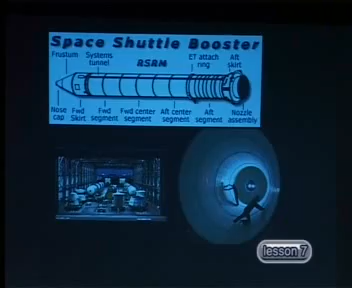 Space Shuttle Booster
Frustum
Systems tunnel
RSRM
ET attach ring
Aft skirt
Nose cap
Fwd Skirt
Fwd segment
Fwd center segment
Aft center segment
Aft segment
Nozzle assembly
lesson 7